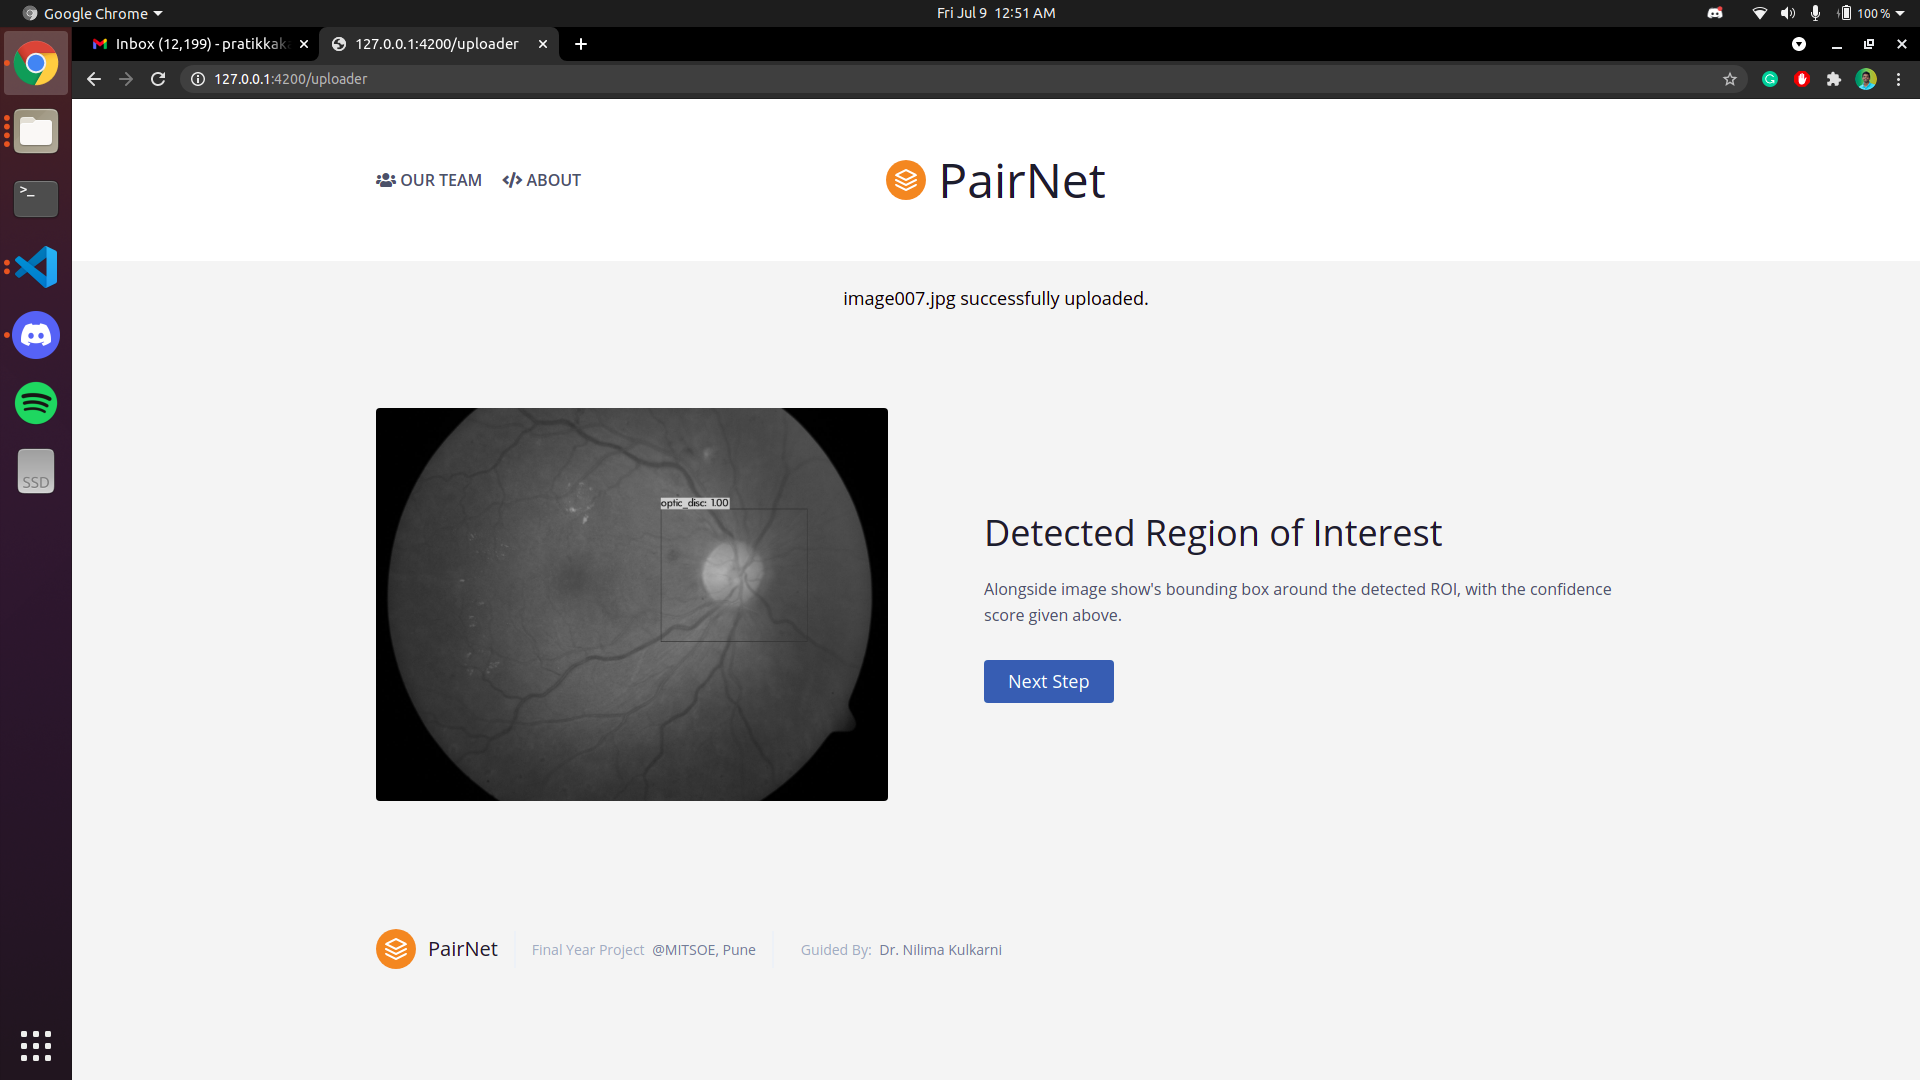 Google Chrome
Fri Jul 9 12:51 AM
100 %
Inbox (12,199) - pratikkak
127.0.0.1:4200/uploader
127.0.0.1:4200/uploader
OUR TEAM
ABOUT
PairNet
image007.jpg successfully uploaded.
optic_disc: 1.00
Detected Region of Interest
Alongside image show's bounding box around the detected ROI, with the confidence
score given above.
Next Step
SSD
PairNet
Final Year Project @MITSOE, Pune
Guided By: Dr. Nilima Kulkarni